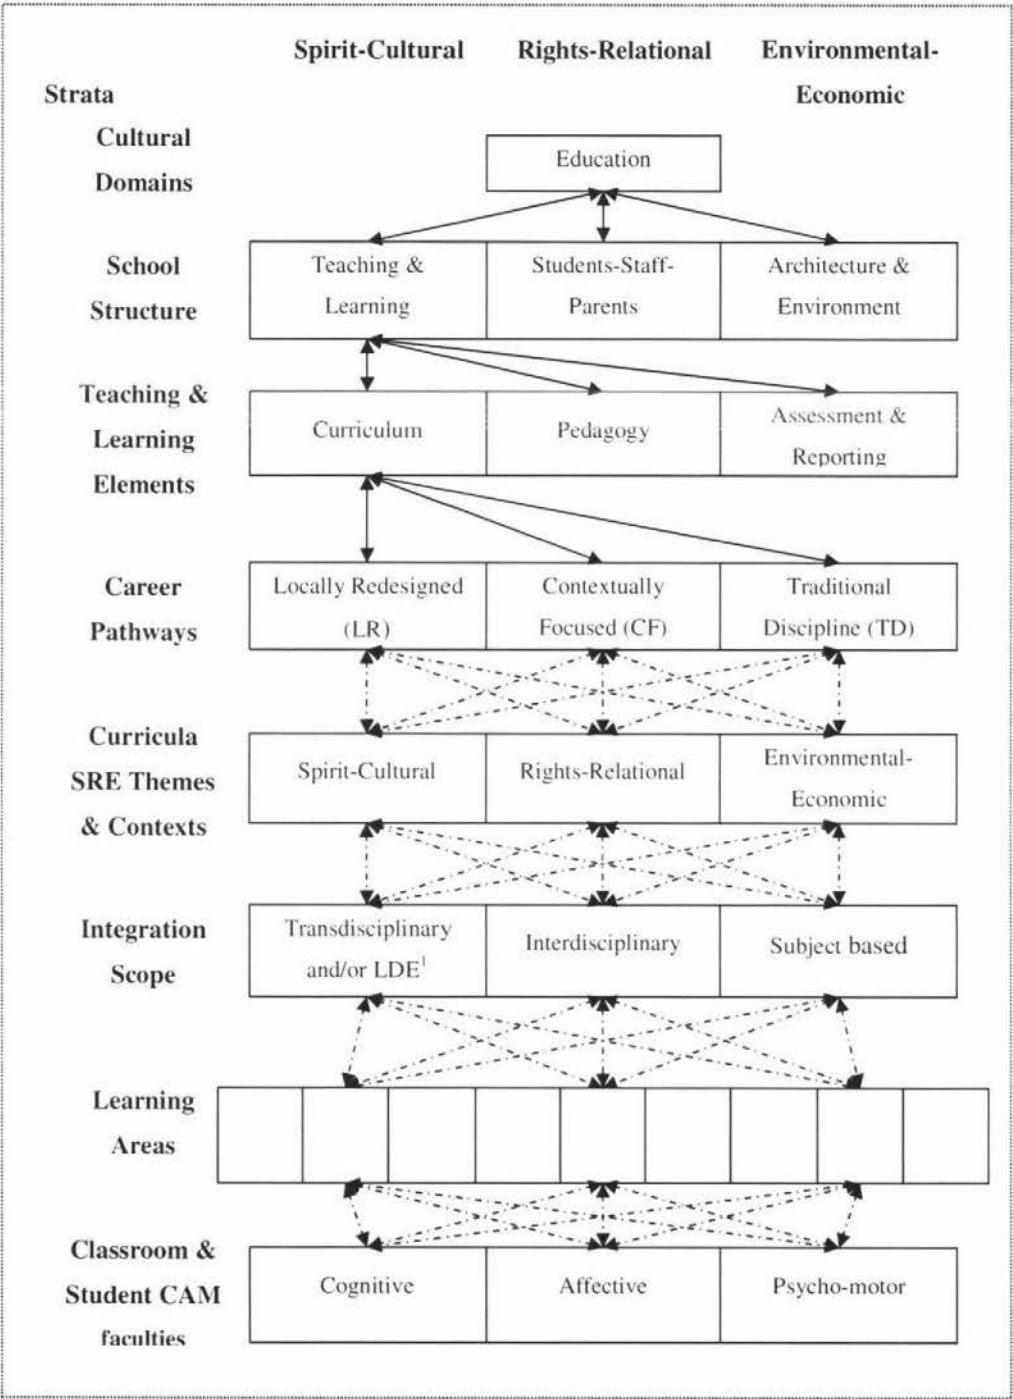 Spirit-Cultural Rights-Relational Environmental-
Strata Economic
Cultural
Domains
Education
School
Structure
Teaching &
Learning
Students-Staff-
Parents
Architecture &
Environment
Teaching &
Learning
Elements
Curriculum
Pedagogy
Assessment &
Reporting
Career
Pathways
Locally Redesigned
(LR)
Contextually
Focused (CF)
Traditional
Discipline (TD)
Curricula
SRE Themes
& Contexts
Spirit-Cultural
Rights-Relational
Environmental-
Economic
Integration
Scope
Transdisciplinary
and/or LDE¹
Interdisciplinary
Subject based
Learning
Areas
Classroom &
Student CAM
faculties
Cognitive
Affective
Psycho-motor